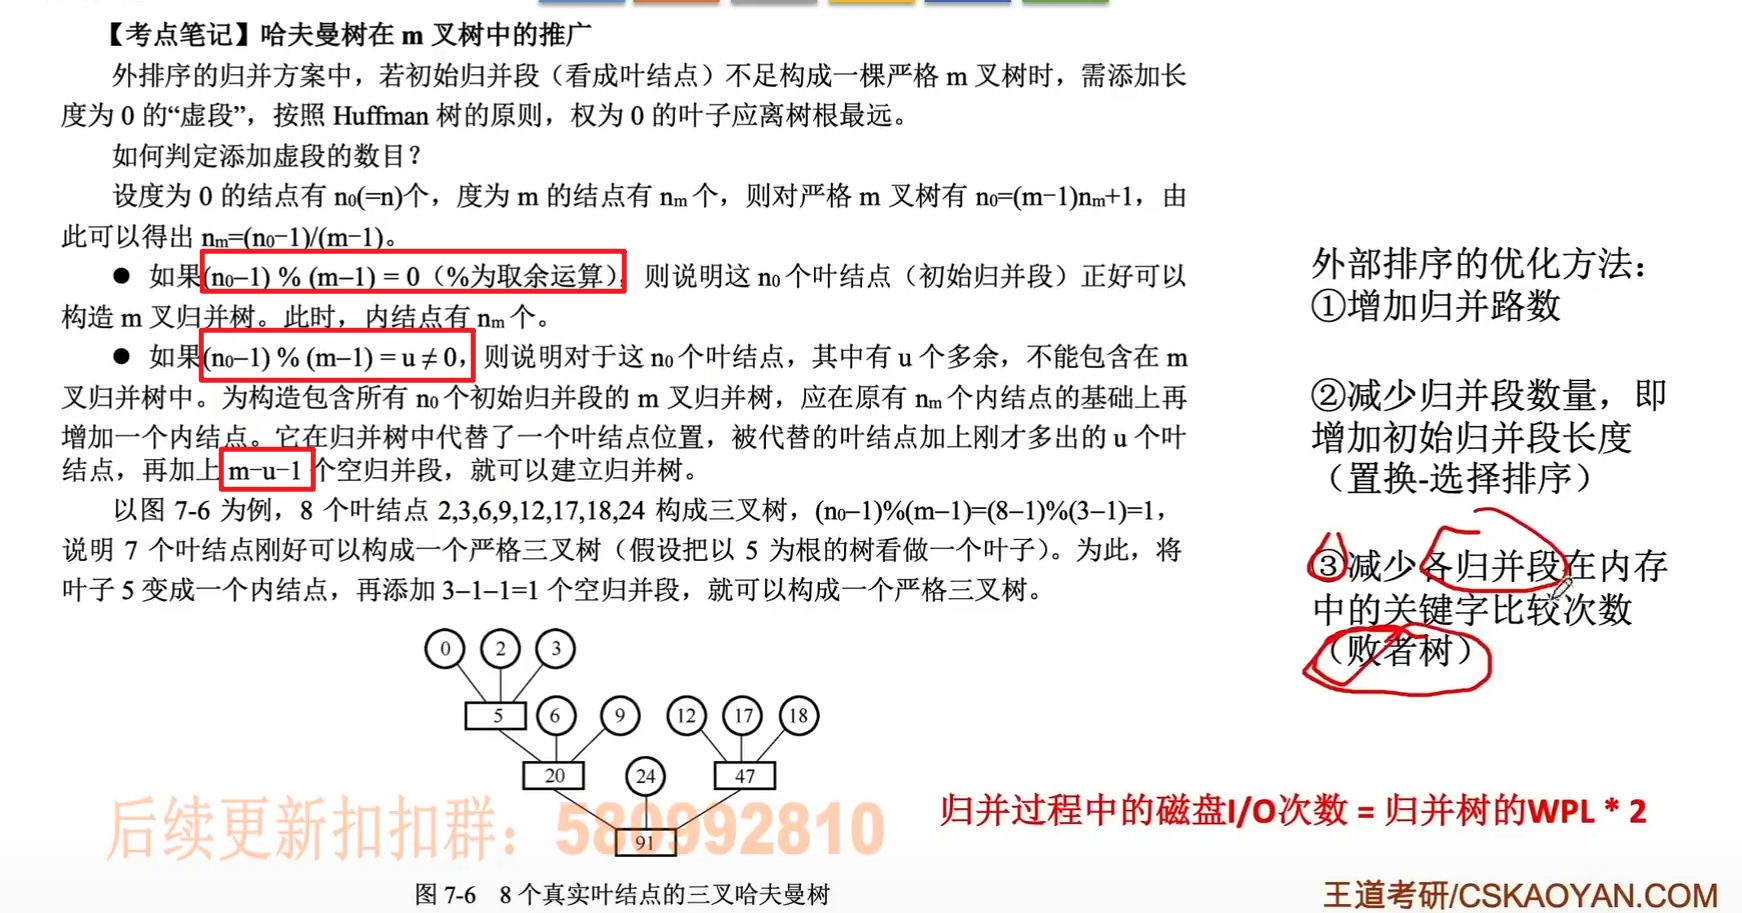 【考点笔记】哈夫曼树在 m 叉树中的推广
外排序的归并方案中，若初始归并段（看成叶结点）不足构成一棵严格 m 叉树时，需添加长
度为 0 的“虚段”，按照 Huffman 树的原则，权为 0 的叶子应离树根最远。
如何判定添加虚段的数目？
设度为 0 的结点有 n₀(=n)个，度为 m 的结点有 nₘ 个，则对严格 m 叉树有 n₀=(m−1)nₘ+1，由
此可以得出 nₘ=(n₀−1)/(m−1)。
● 如果(n₀–1) % (m–1) = 0（%为取余运算），则说明这 n₀ 个叶结点（初始归并段）正好可以
构造 m 叉归并树。此时，内结点有 nₘ 个。
● 如果(n₀–1) % (m–1) = u ≠ 0，则说明对于这 n₀ 个叶结点，其中有 u 个多余，不能包含在 m
叉归并树中。为构造包含所有 n₀ 个初始归并段的 m 叉归并树，应在原有 nₘ 个内结点的基础上再
增加一个内结点。它在归并树中代替了一个叶结点位置，被代替的叶结点加上刚才多出的 u 个叶
结点，再加上 m−u−1 个空归并段，就可以建立归并树。
以图 7-6 为例，8 个叶结点 2,3,6,9,12,17,18,24 构成三叉树，(n₀–1)%(m–1)=(8–1)%(3–1)=1，
说明 7 个叶结点刚好可以构成一个严格三叉树（假设把以 5 为根的树看做一个叶子）。为此，将
叶子 5 变成一个内结点，再添加 3–1–1=1 个空归并段，就可以构成一个严格三叉树。
0 2 3
5 6 9 12 17 18
20 24 47
91
后续更新扣扣群：580992810
图 7-6 8 个真实叶结点的三叉哈夫曼树
外部排序的优化方法：
①增加归并路数
②减少归并段数量，即
增加初始归并段长度
（置换-选择排序）
③减少各归并段在内存
中的关键字比较次数
（败者树）
归并过程中的磁盘I/O次数 = 归并树的WPL * 2
王道考研/CSKAOYAN.COM